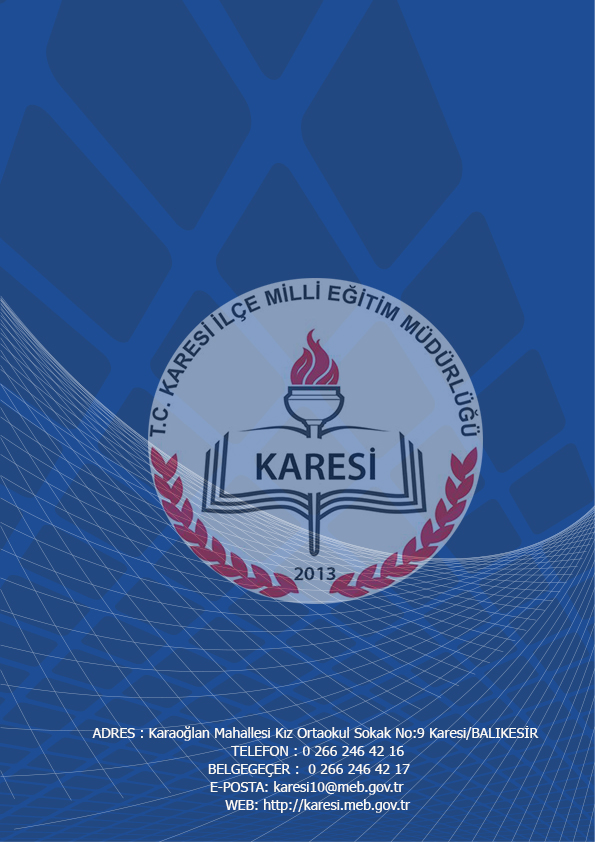 T.C. KARESİ İLÇE MİLLİ EĞİTİM MÜDÜRLÜĞÜ
KARESİ
2013
ADRES : Karaoğlan Mahallesi Kız Ortaokul Sokak No:9 Karesi/BALIKESİR
TELEFON : 0 266 246 42 16
BELGEGEÇER : 0 266 246 42 17
E-POSTA: karesi10@meb.gov.tr
WEB: http://karesi.meb.gov.tr